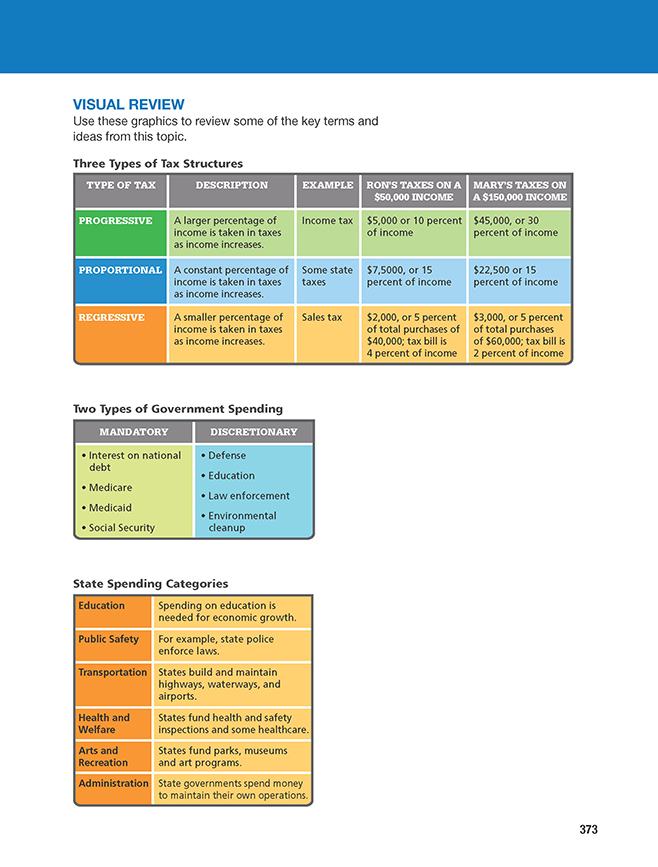 VISUAL REVIEW
Use these graphics to review some of the key terms and
ideas from this topic.
Three Types of Tax Structures
TYPE OF TAX
DESCRIPTION
EXAMPLE
RON'S TAXES ON A
$50,000 INCOME
MARY'S TAXES ON
A $150,000 INCOME
PROGRESSIVE
A larger percentage of
income is taken in taxes
as income increases.
Income tax
$5,000 or 10 percent
of income
$45,000, or 30
percent of income
PROPORTIONAL
A constant percentage of
income is taken in taxes
as income increases.
Some state
taxes
$7,5000, or 15
percent of income
$22,500 or 15
percent of income
REGRESSIVE
A smaller percentage of
income is taken in taxes
as income increases.
Sales tax
$2,000, or 5 percent
of total purchases of
$40,000; tax bill is
4 percent of income
$3,000, or 5 percent
of total purchases
of $60,000; tax bill is
2 percent of income
Two Types of Government Spending
MANDATORY
DISCRETIONARY
• Interest on national
debt
• Medicare
• Medicaid
• Social Security
• Defense
• Education
• Law enforcement
• Environmental
cleanup
State Spending Categories
Education
Spending on education is
needed for economic growth.
Public Safety
For example, state police
enforce laws.
Transportation
States build and maintain
highways, waterways, and
airports.
Health and
Welfare
States fund health and safety
inspections and some healthcare.
Arts and
Recreation
States fund parks, museums
and art programs.
Administration
State governments spend money
to maintain their own operations.
373